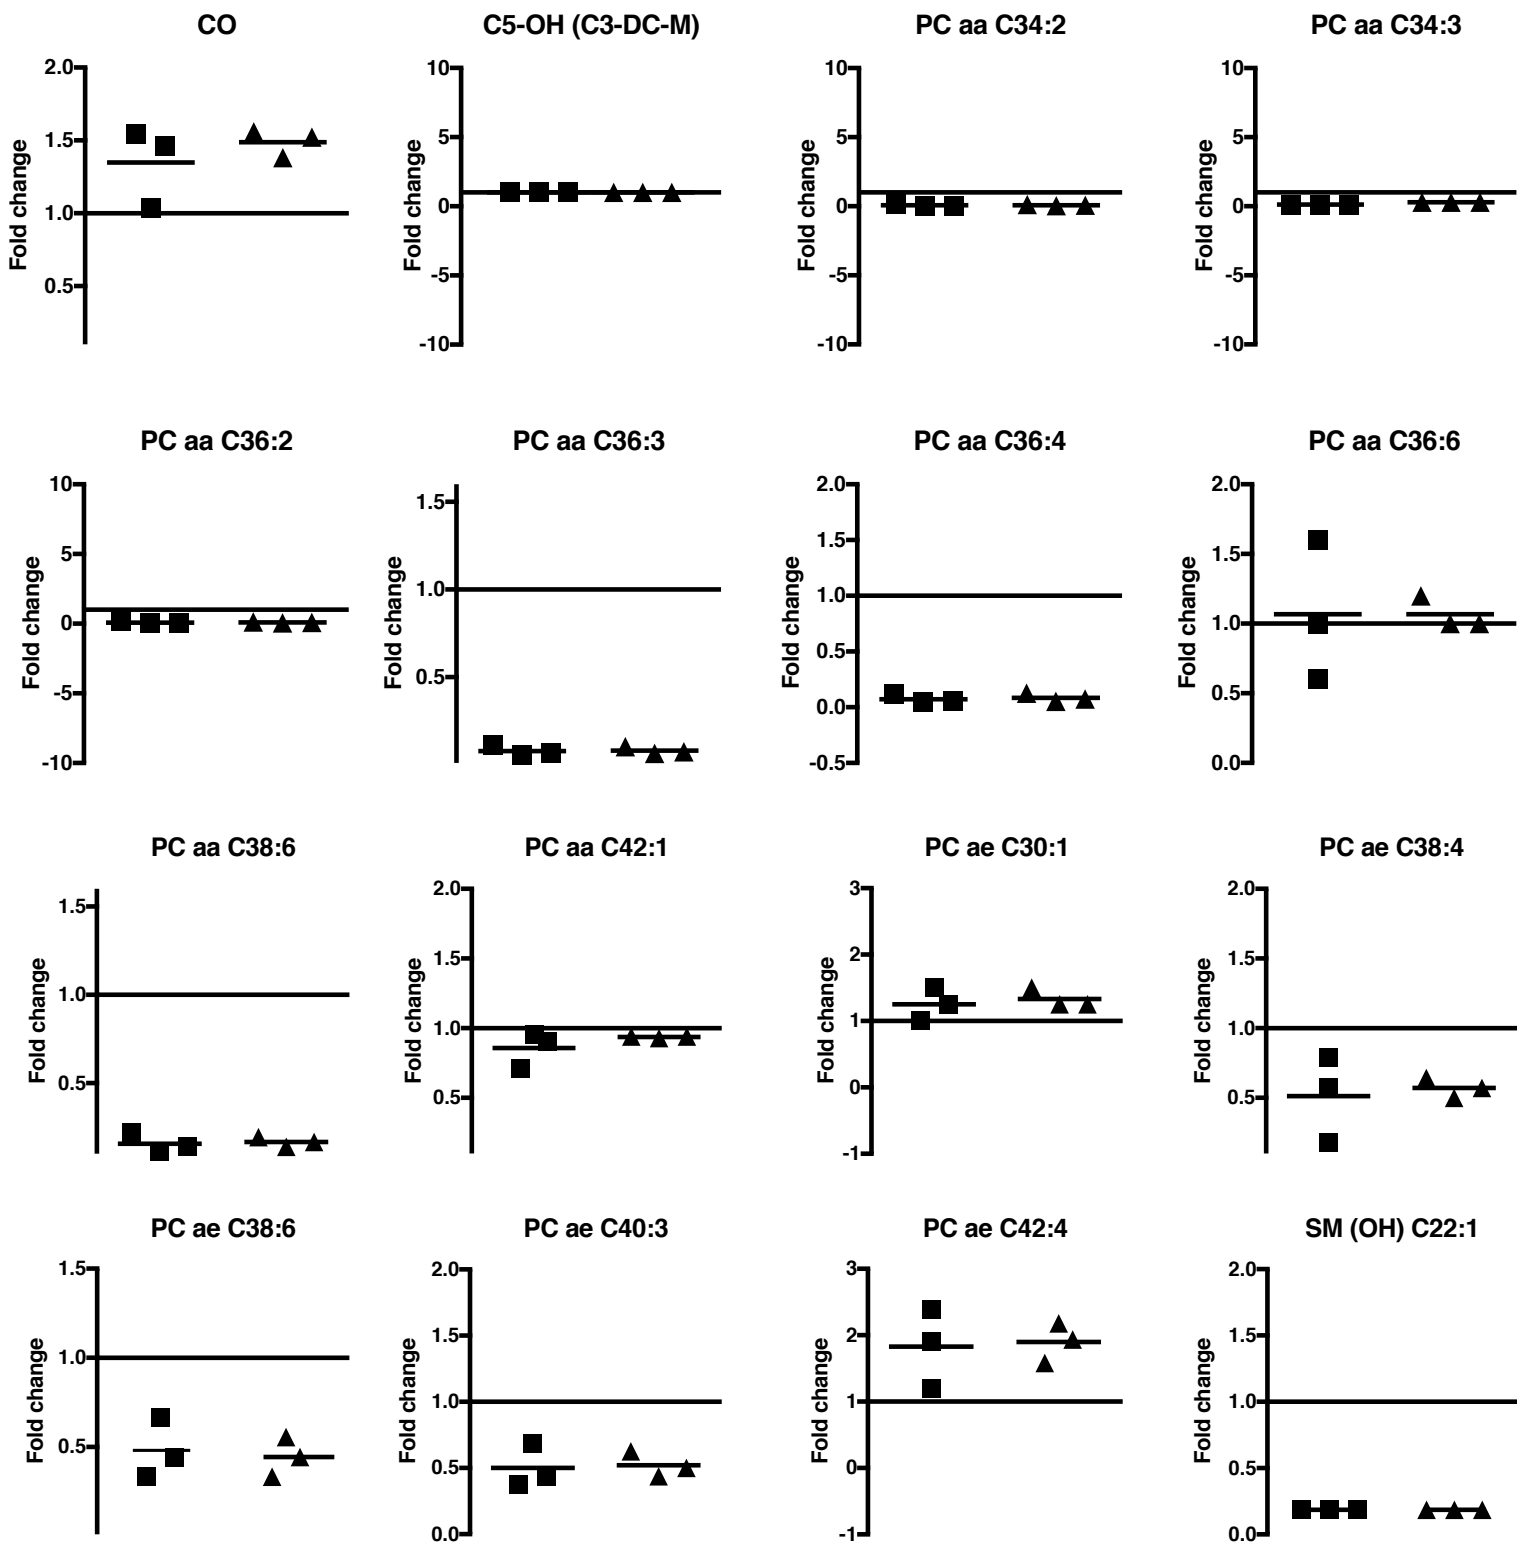 CO
C5-OH (C3-DC-M)
PC aa C34:2
PC aa C34:3
Fold change
2.0
1.5
1.0
0.5
Fold change
10
5
0
-5
-10
Fold change
10
5
0
-5
-10
Fold change
10
5
0
-5
-10
PC aa C36:2
PC aa C36:3
PC aa C36:4
PC aa C36:6
Fold change
10
5
0
-5
-10
Fold change
1.5
1.0
0.5
Fold change
2.0
1.5
1.0
0.5
0.0
-0.5
Fold change
2.0
1.5
1.0
0.5
0.0
PC aa C38:6
PC aa C42:1
PC ae C30:1
PC ae C38:4
Fold change
1.5
1.0
0.5
Fold change
2.0
1.5
1.0
0.5
Fold change
3
2
1
0
-1
Fold change
2.0
1.5
1.0
0.5
PC ae C38:6
PC ae C40:3
PC ae C42:4
SM (OH) C22:1
Fold change
1.5
1.0
0.5
Fold change
2.0
1.5
1.0
0.5
0.0
Fold change
3
2
1
0
-1
Fold change
2.0
1.5
1.0
0.5
0.0